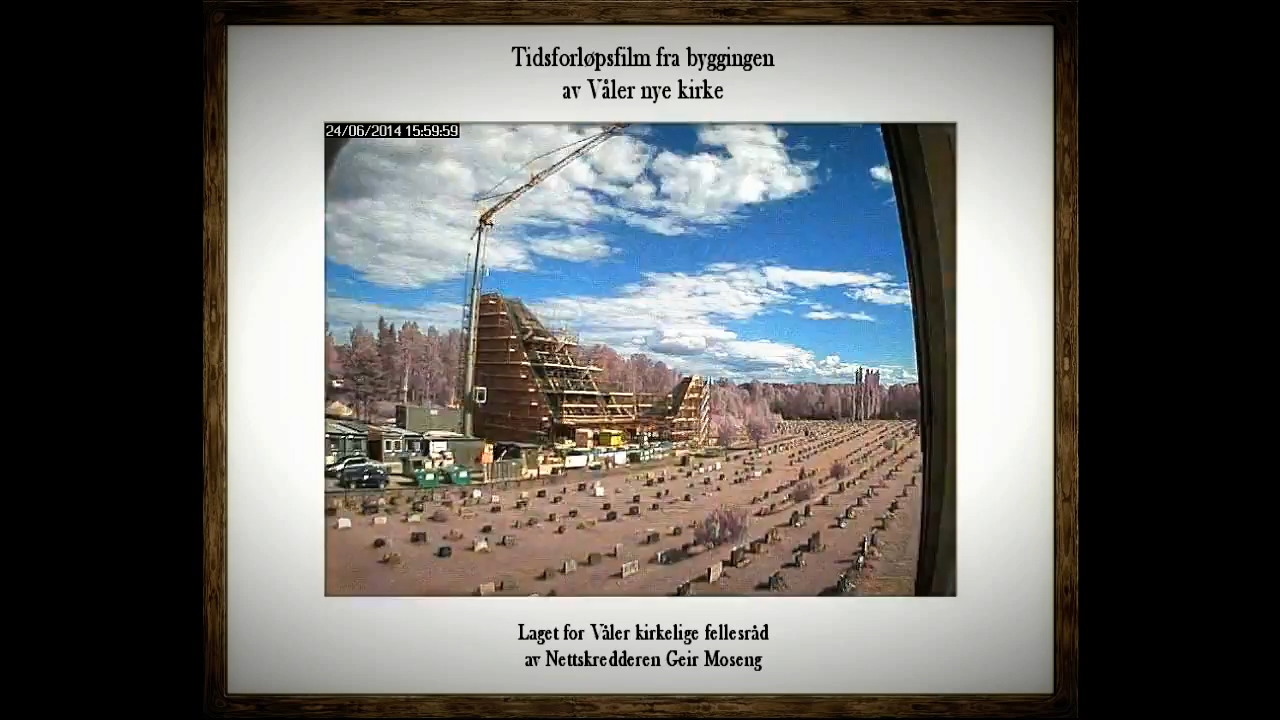 Tidsforløpsfilm fra byggingen
av Våler nye kirke
24/06/2014 15:59:59
Laget for Våler kirkelige fellesråd
av Nettskredderen Geir Moseng